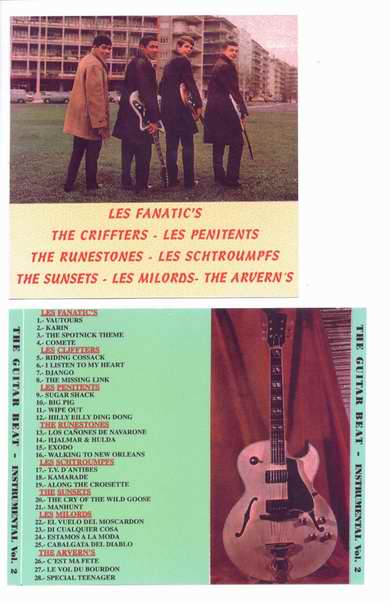 LES FANATIC'S
THE CRIFFTERS - LES PENITENTS
THE RUNESTONES - LES SCHTROUMPFS
THE SUNSETS - LES MILORDS- THE ARVERN'S
THE GUITAR BEAT - INSTRUMENTAL Vol. 2
LES FANATIC'S
1.- VAUTOURS
2.- KARIN
3.- THE SPOTNICK THEME
4.- COMETE
LES CLIFTERS
5.- RIDING COSSACK
6.- I LISTEN TO MY HEART
7.- DJANGO
8.- THE MISSING LINK
LES PENITENTS
9.- SUGAR SHACK
10.- BIG PIG
11.- WIPE OUT
12.- HILLY BILLY DING DONG
THE RUNESTONES
13.- LOS CAÑONES DE NAVARONE
14.- HJALMAR & HULDA
15.- EXODO
16.- WALKING TO NEW ORLEANS
LES SCHTROUMPFS
17.- T.V. D'ANTIBES
18.- KAMARADE
19.- ALONG THE CROISETTE
THE SUNSETS
20.- THE CRY OF THE WILD GOOSE
21.- MANHUNT
LES MILORDS
22.- EL VUELO DEL MOSCARDON
23.- DI CUALQUIER COSA
24.- ESTAMOS A LA MODA
25.- CABALGATA DEL DIABLO
THE ARVERN'S
26.- C'EST MA FETE
27.- LE VOL DU BOURDON
28.- SPECIAL TEENAGER
THE GUITAR BEAT - INSTRUMENTAL Vol. 2